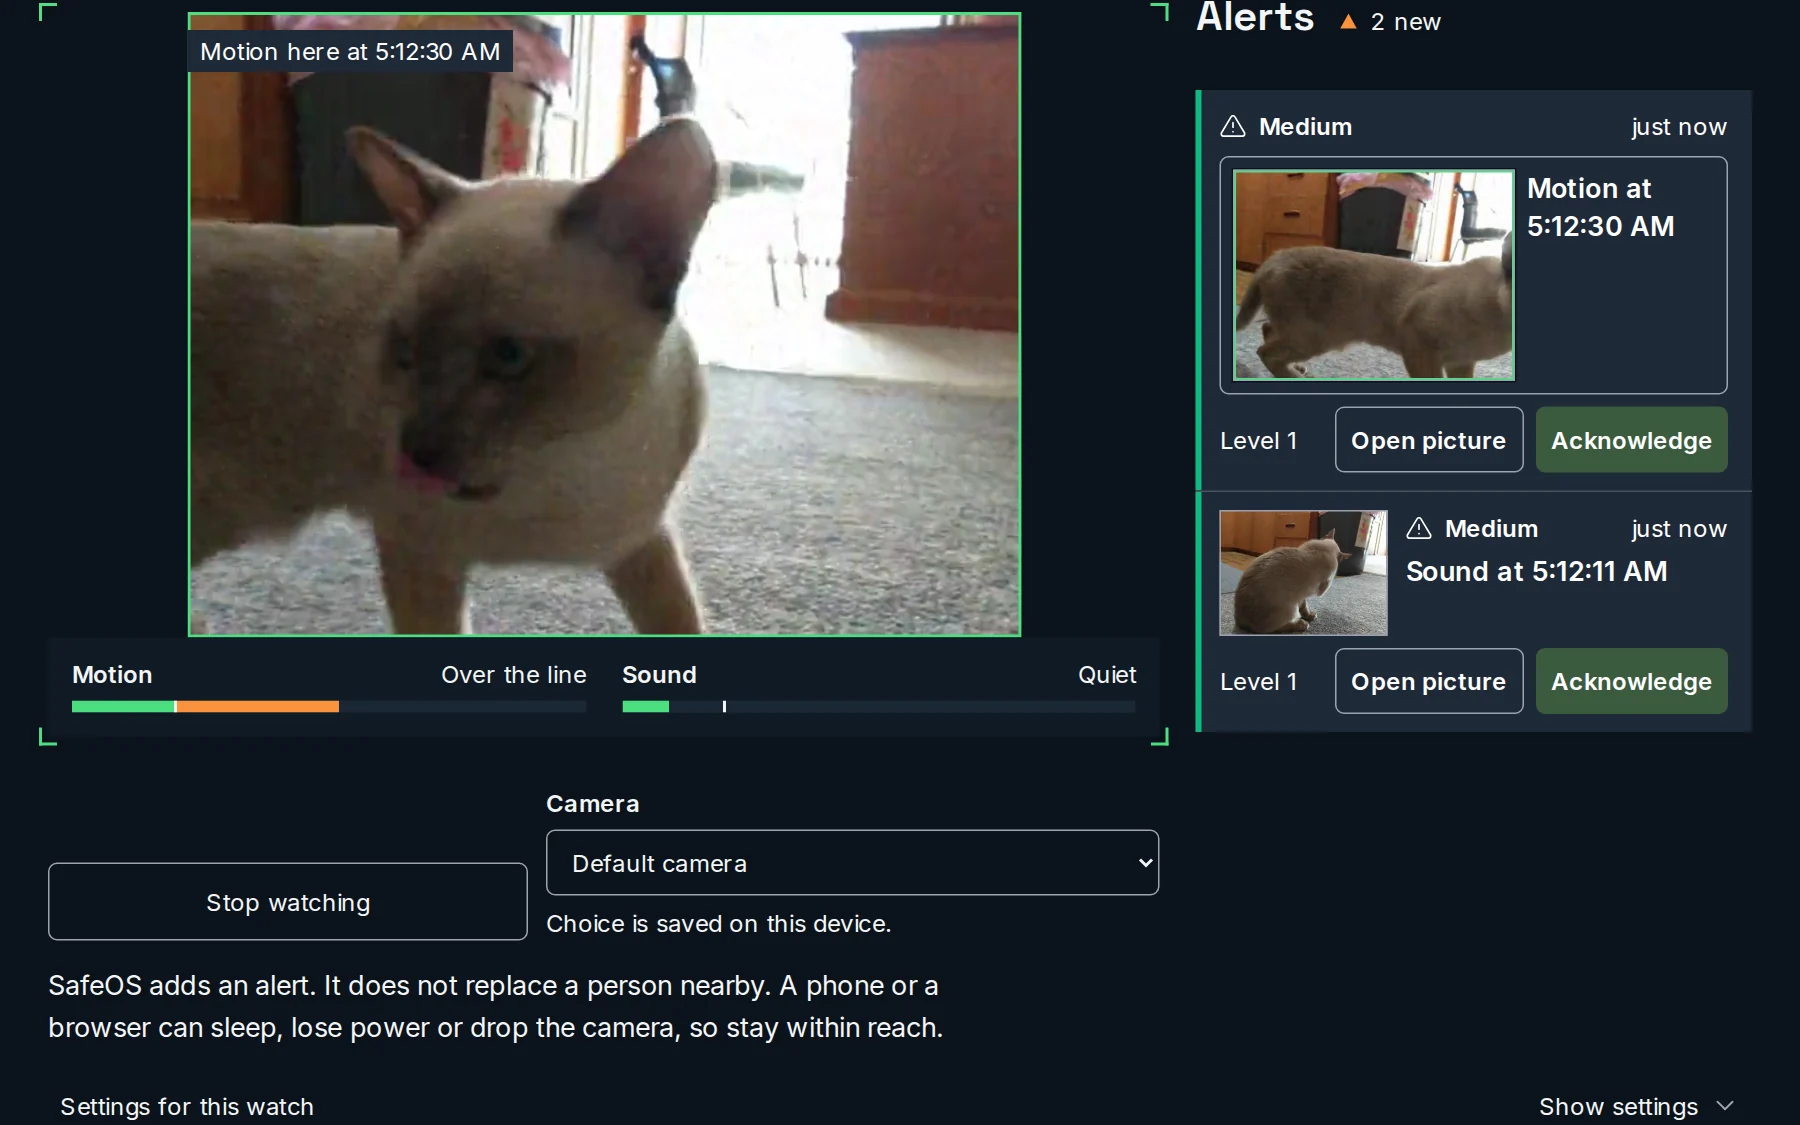 Motion here at 5:12:30 AM
Motion
Over the line
Sound
Quiet
Camera
Default camera
Stop watching
Choice is saved on this device.
SafeOS adds an alert. It does not replace a person nearby. A phone or a
browser can sleep, lose power or drop the camera, so stay within reach.
Alerts
2 new
Medium
just now
Motion at
5:12:30 AM
Level 1
Open picture
Acknowledge
Medium
just now
Sound at 5:12:11 AM
Level 1
Open picture
Acknowledge
Settings for this watch
Show settings